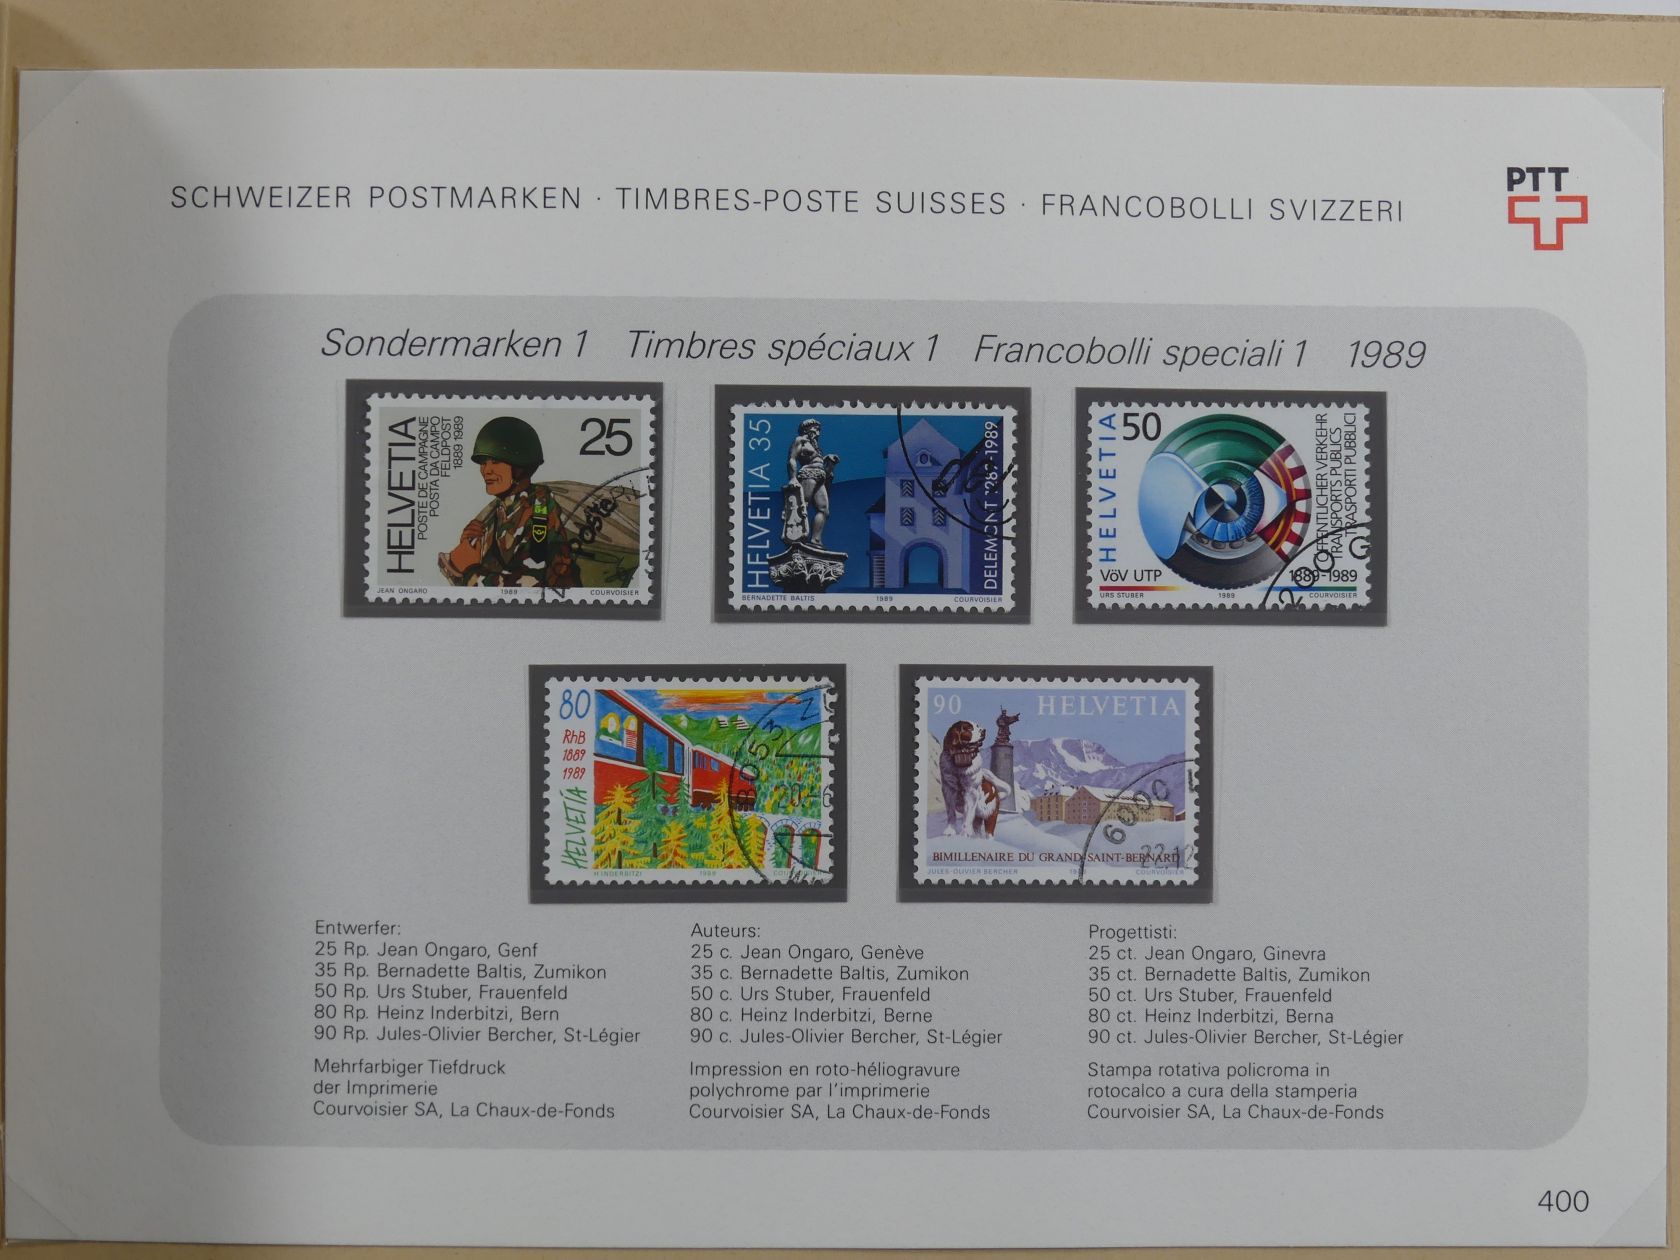 PTT
SCHWEIZER POSTMARKEN · TIMBRES-POSTE SUISSES · FRANCOBOLLI SVIZZERI
Sondermarken 1 Timbres spéciaux 1 Francobolli speciali 1 1989
HELVETIA
POSTE DE CAMPAGNE
POSTA DA CAMPO
FELDPOST
1889 1989
25
JEAN ONGARO 1989 COURVOISIER
HELVETIA 35
DELEMONT 1289-1989
BERNADETTE BALTIS 1989 COURVOISIER
HELVETIA
50
ÖFFENTLICHER VERKEHR
TRANSPORTS PUBLICS
TRASPORTI PUBBLICI
VöV UTP 1889-1989
URS STUBER 1989 COURVOISIER
1200 G
80
RhB
1889
1989
HELVETIA
H INDERBITZI 1989 COURVOISIER
8053 ZU
90 HELVETIA
BIMILLENAIRE DU GRAND-SAINT-BERNARD
JULES-OLIVIER BERCHER COURVOISIER
6000
22.12
Entwerfer:
25 Rp. Jean Ongaro, Genf
35 Rp. Bernadette Baltis, Zumikon
50 Rp. Urs Stuber, Frauenfeld
80 Rp. Heinz Inderbitzi, Bern
90 Rp. Jules-Olivier Bercher, St-Légier
Mehrfarbiger Tiefdruck
der Imprimerie
Courvoisier SA, La Chaux-de-Fonds
Auteurs:
25 c. Jean Ongaro, Genève
35 c. Bernadette Baltis, Zumikon
50 c. Urs Stuber, Frauenfeld
80 c. Heinz Inderbitzi, Berne
90 c. Jules-Olivier Bercher, St-Légier
Impression en roto-héliogravure
polychrome par l'imprimerie
Courvoisier SA, La Chaux-de-Fonds
Progettisti:
25 ct. Jean Ongaro, Ginevra
35 ct. Bernadette Baltis, Zumikon
50 ct. Urs Stuber, Frauenfeld
80 ct. Heinz Inderbitzi, Berna
90 ct. Jules-Olivier Bercher, St-Légier
Stampa rotativa policroma in
rotocalco a cura della stamperia
Courvoisier SA, La Chaux-de-Fonds
400